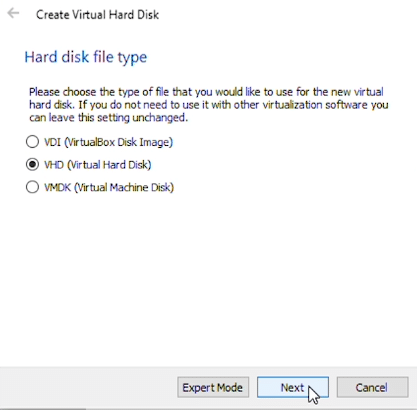 Create Virtual Hard Disk
Hard disk file type
Please choose the type of file that you would like to use for the new virtual
hard disk. If you do not need to use it with other virtualization software you
can leave this setting unchanged.
VDI (VirtualBox Disk Image)
VHD (Virtual Hard Disk)
VMDK (Virtual Machine Disk)
Expert Mode Next Cancel